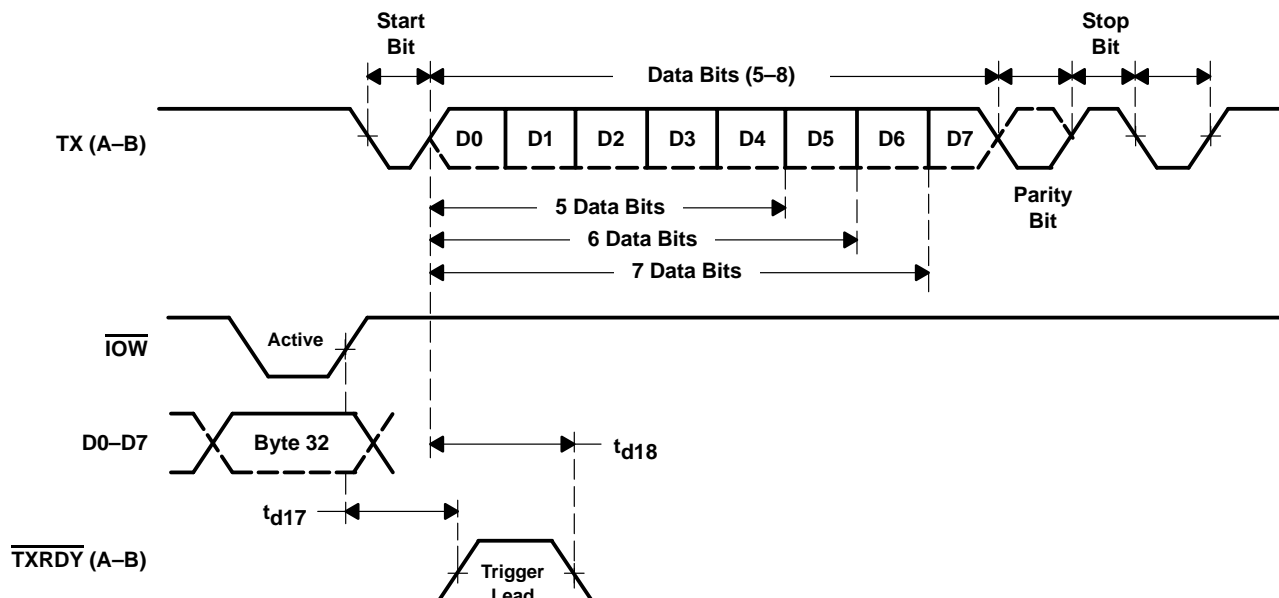 Start
Bit
Stop
Bit
Data Bits (5–8)
TX (A–B)
D0 D1 D2 D3 D4 D5 D6 D7
5 Data Bits
Parity
Bit
6 Data Bits
7 Data Bits
IOW
Active
D0–D7
Byte 32
td18
td17
TXRDY (A–B)
Trigger
Lead